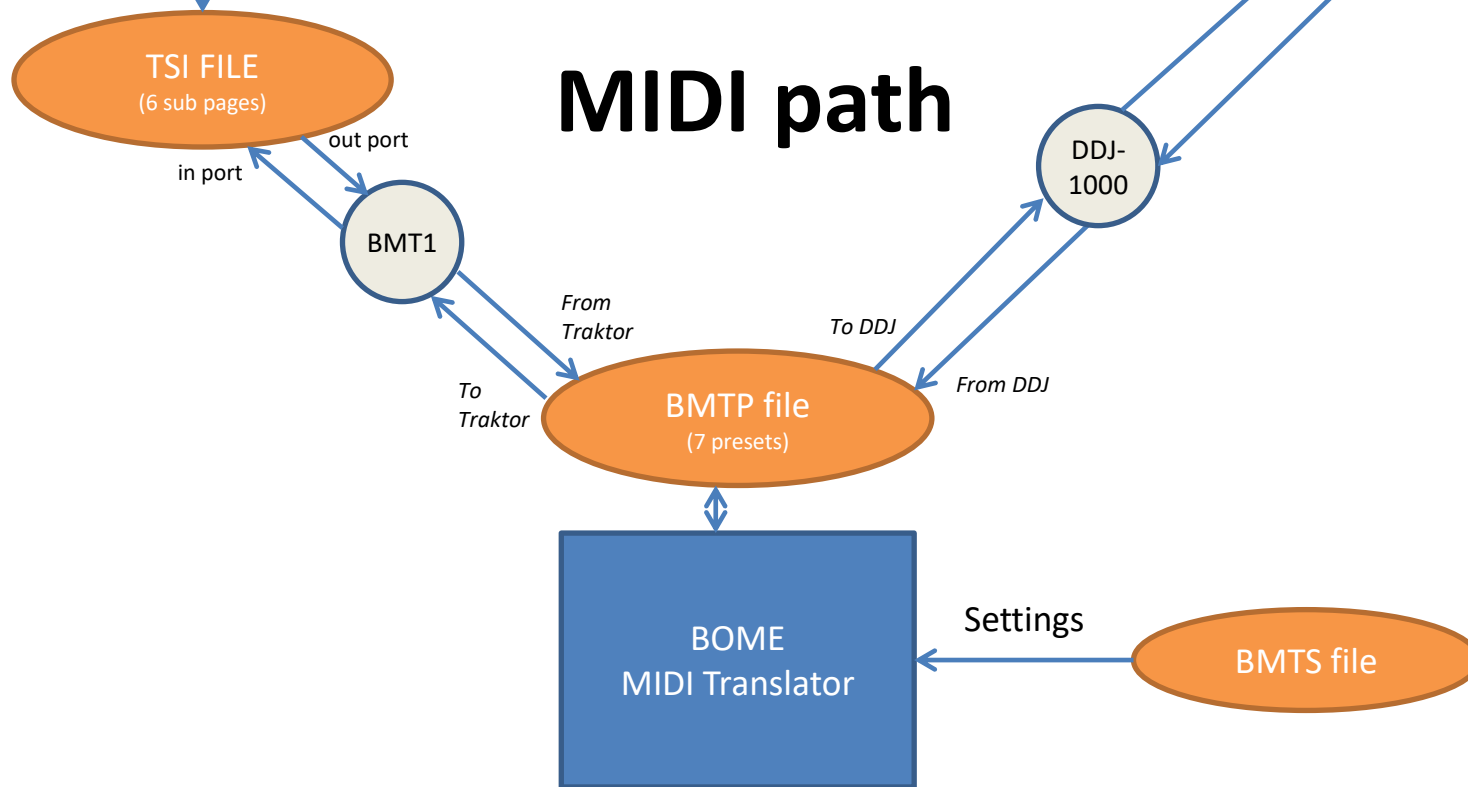 TSI FILE
(6 sub pages)
MIDI path
out port
in port
DDJ-
1000
BMT1
From
Traktor
To DDJ
To
Traktor
From DDJ
BMTP file
(7 presets)
BOME
MIDI Translator
Settings
BMTS file